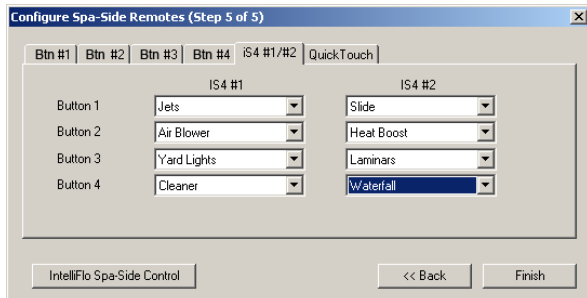 Configure Spa-Side Remotes (Step 5 of 5)
Btn #1 Btn #2 Btn #3 Btn #4 iS4 #1/#2 QuickTouch
IS4 #1 IS4 #2
Button 1 Jets Slide
Button 2 Air Blower Heat Boost
Button 3 Yard Lights Laminars
Button 4 Cleaner Waterfall
IntelliFlo Spa-Side Control << Back Finish